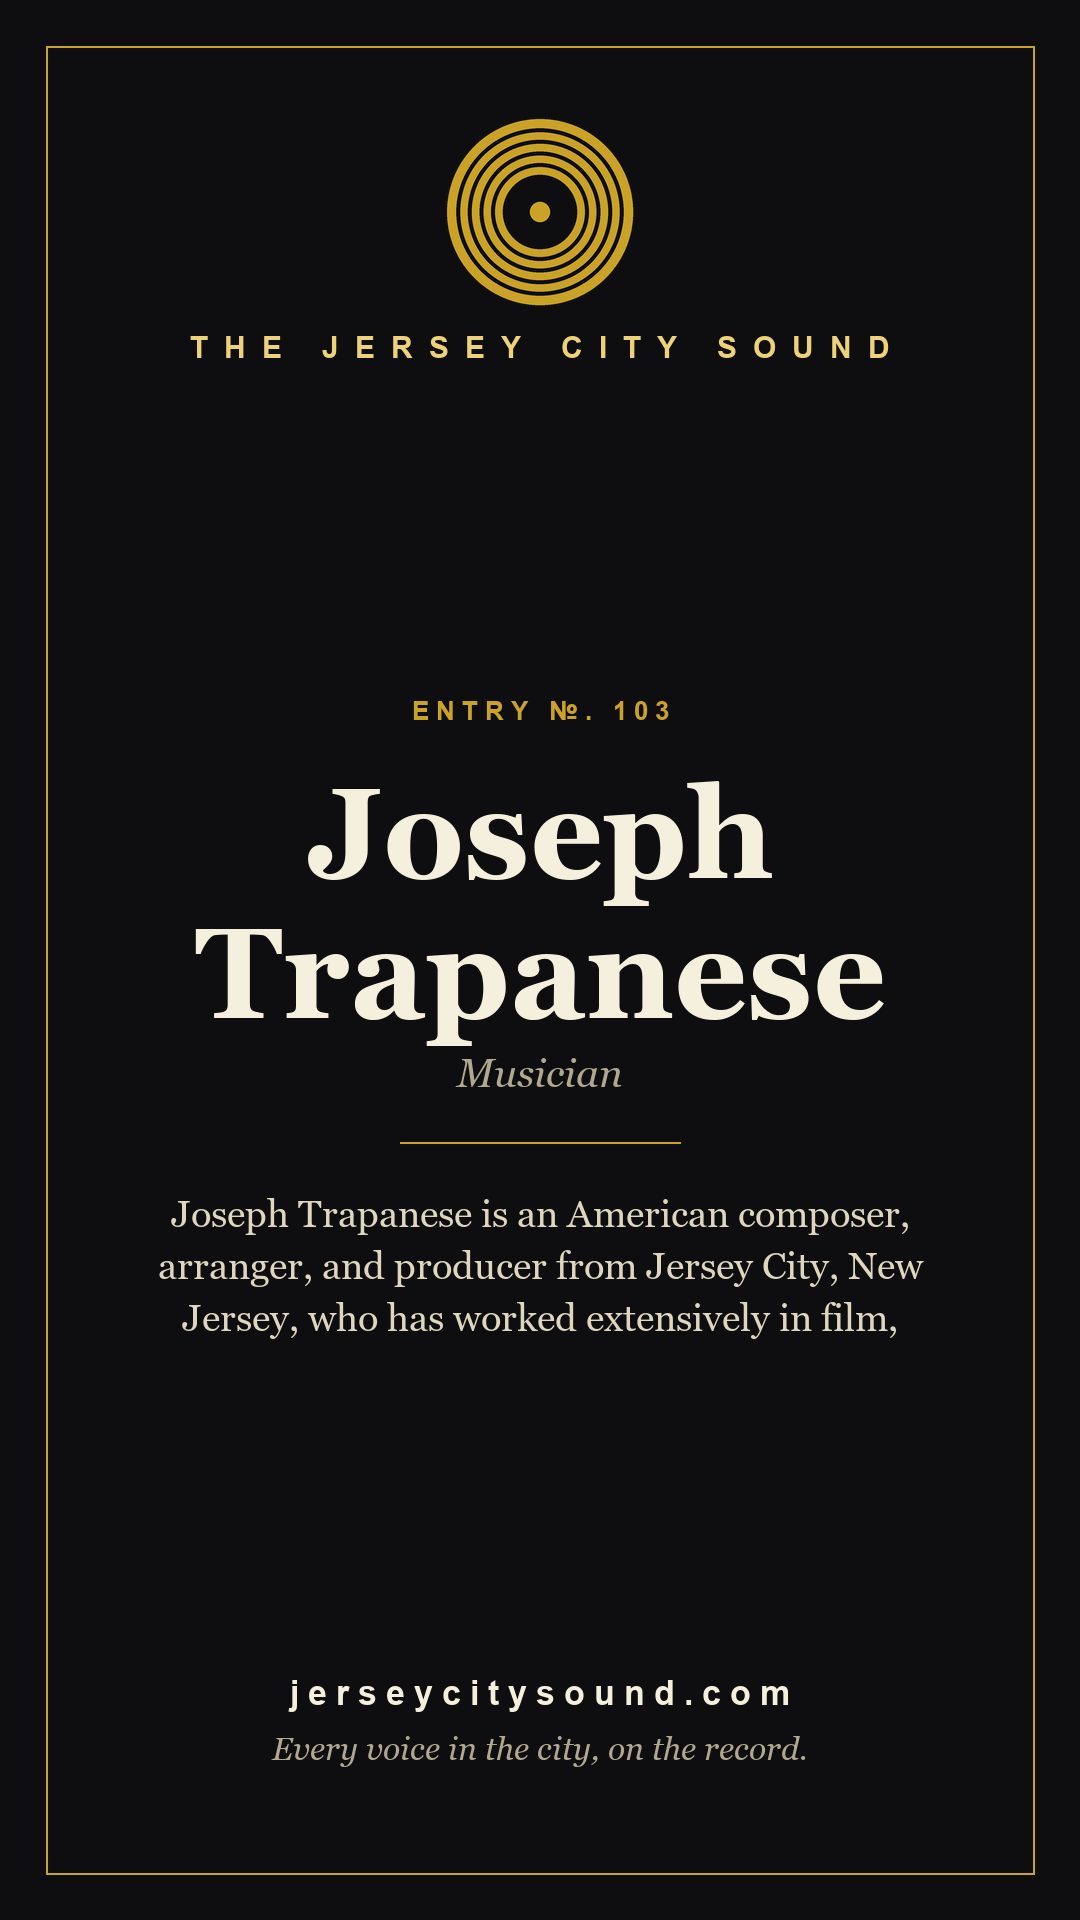 THE JERSEY CITY SOUND
ENTRY №. 103
Joseph
Trapanese
Musician
Joseph Trapanese is an American composer,
arranger, and producer from Jersey City, New
Jersey, who has worked extensively in film,
jerseycitysound.com
Every voice in the city, on the record.